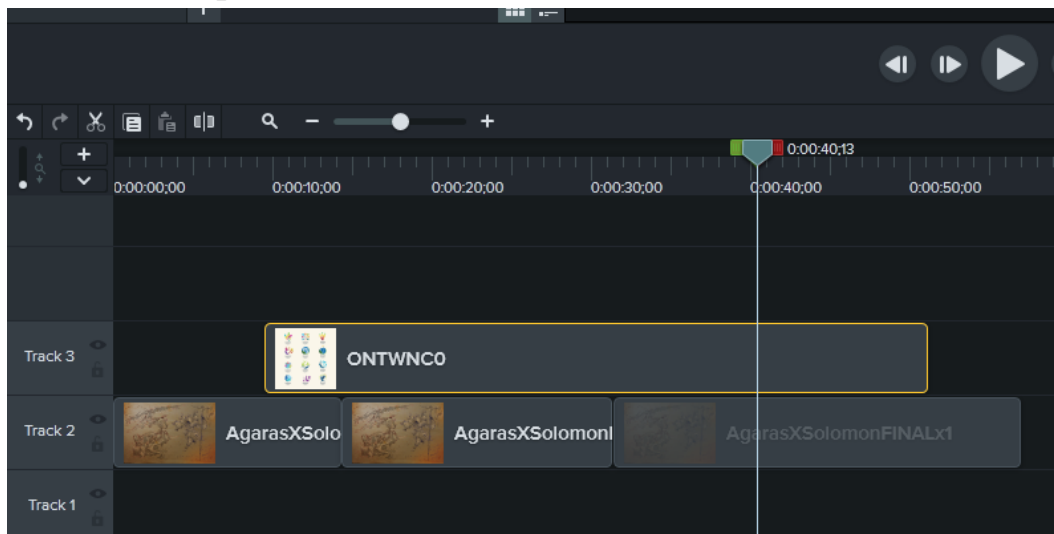 0:00:40;13
0:00:00;00 0:00:10;00 0:00:20;00 0:00:30;00 0:00:40;00 0:00:50;00
Track 3 ONTWNC0
Track 2 AgarasXSolo AgarasXSolomonI AgarasXSolomonFINALx1
Track 1